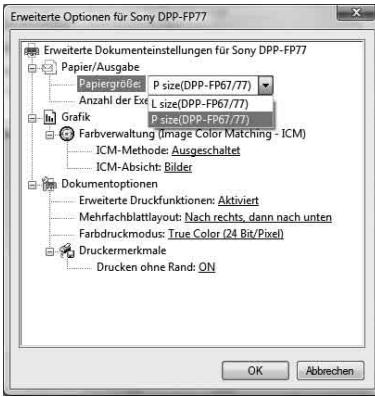 Erweiterte Optionen für Sony DPP-FP77
Erweiterte Dokumenteinstellungen für Sony DPP-FP77
Papier/Ausgabe
Papiergröße: P size(DPP-FP67/77)
Anzahl der Exe
L size(DPP-FP67/77)
P size(DPP-FP67/77)
Grafik
Farbverwaltung (Image Color Matching - ICM)
ICM-Methode: Ausgeschaltet
ICM-Absicht: Bilder
Dokumentoptionen
Erweiterte Druckfunktionen: Aktiviert
Mehrfachblattlayout: Nach rechts, dann nach unten
Farbdruckmodus: True Color (24 Bit/Pixel)
Druckermerkmale
Drucken ohne Rand: ON
OK Abbrechen